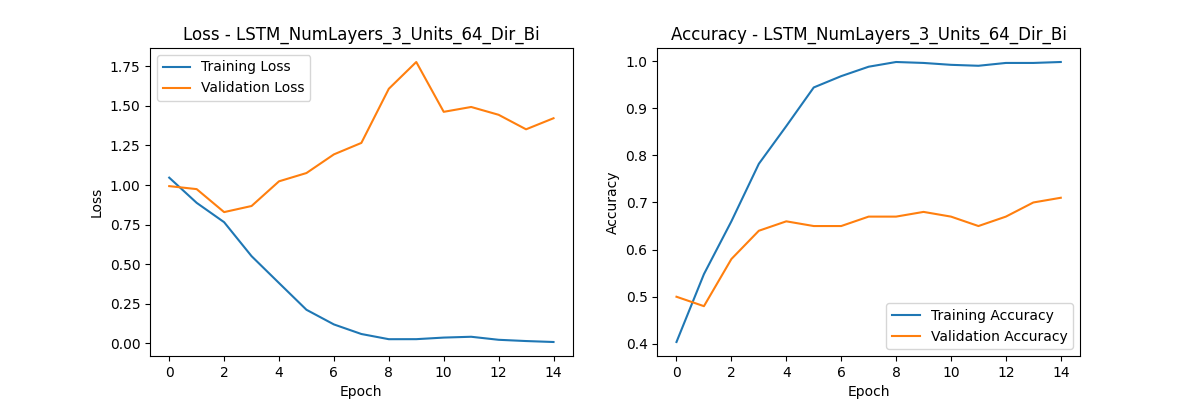 Loss - LSTM_NumLayers_3_Units_64_Dir_Bi
Training Loss
Validation Loss
1.75
1.50
1.25
1.00
0.75
0.50
0.25
0.00
Loss
0 2 4 6 8 10 12 14
Epoch
Accuracy - LSTM_NumLayers_3_Units_64_Dir_Bi
1.0
0.9
0.8
0.7
0.6
0.5
0.4
Accuracy
Training Accuracy
Validation Accuracy
0 2 4 6 8 10 12 14
Epoch